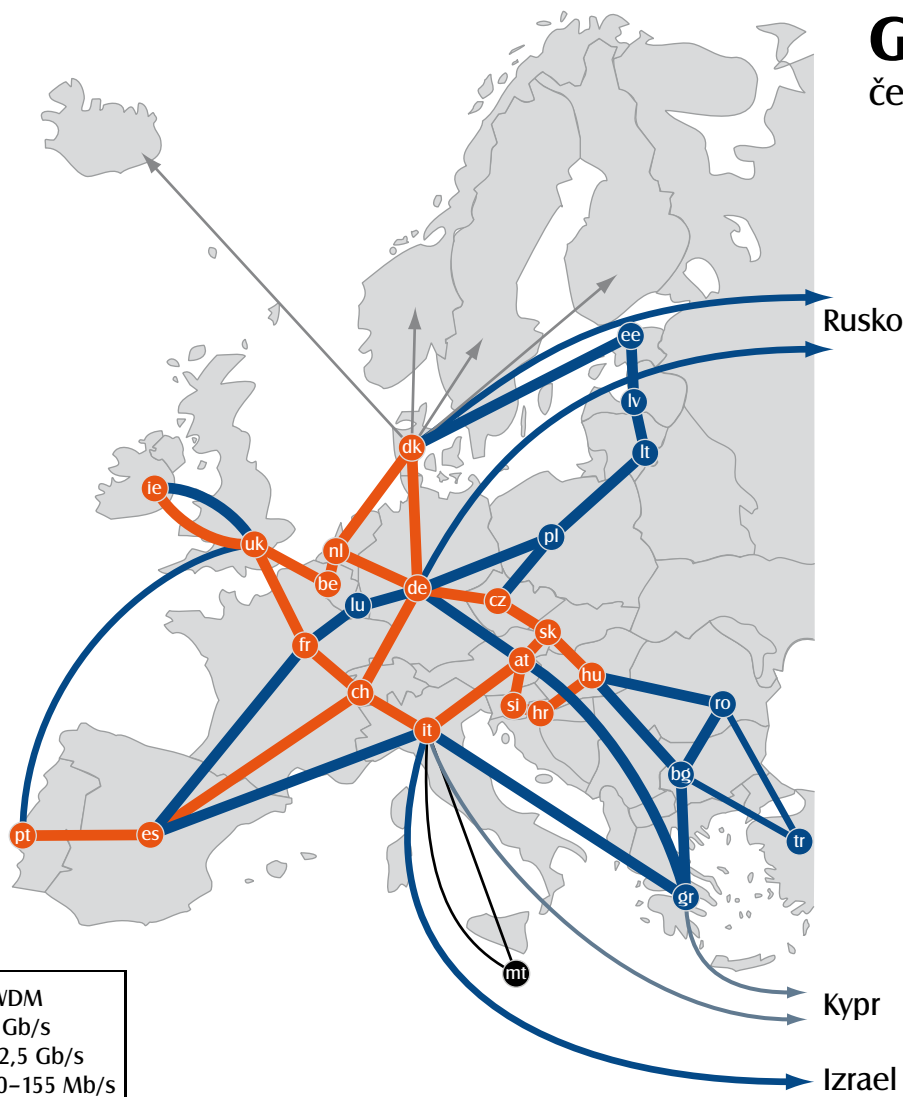 G
če
Rusko
ee
lv
lt
dk
ie
uk
nl
pl
be
de
lu
cz
sk
fr
at
hu
ch
si
hr
ro
it
bg
pt
es
tr
gr
mt
Kypr
Izrael
WDM
Gb/s
2,5 Gb/s
0–155 Mb/s